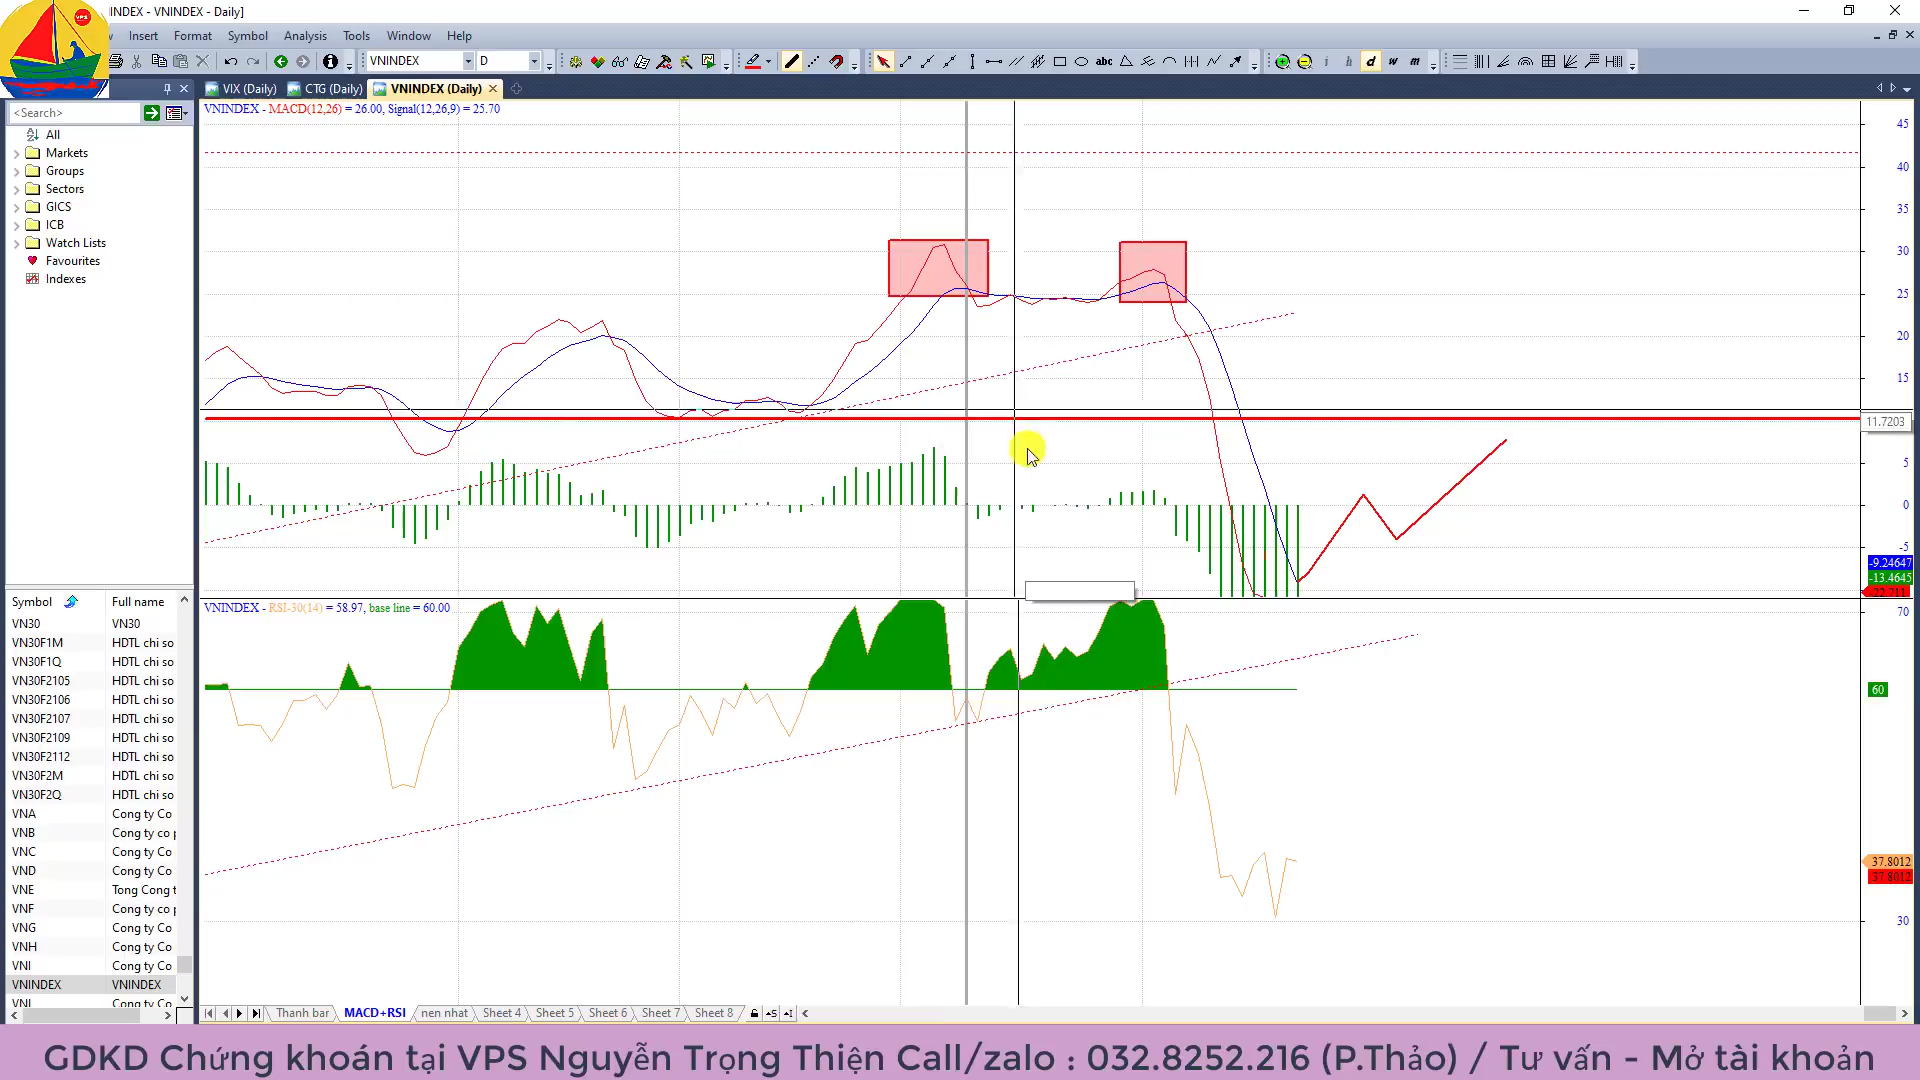 VPS
INDEX - VNINDEX - Daily]
Insert Format Symbol Analysis Tools Window Help
VNINDEX D abc i h d w m
VIX (Daily) CTG (Daily) VNINDEX (Daily)
<Search>
All
Markets
Groups
Sectors
GICS
ICB
Watch Lists
Favourites
Indexes
Symbol Full name
VN30 VN30
VN30F1M HDTL chi so
VN30F1Q HDTL chi so
VN30F2105 HDTL chi so
VN30F2106 HDTL chi so
VN30F2107 HDTL chi so
VN30F2109 HDTL chi so
VN30F2112 HDTL chi so
VN30F2M HDTL chi so
VN30F2Q HDTL chi so
VNA Cong ty Co
VNB Cong ty co p
VNC Cong ty Co
VND Cong ty Co
VNE Tong Cong t
VNF Cong ty co p
VNG Cong ty Co
VNH Cong ty Co
VNI Cong ty Co
VNINDEX VNINDEX
VNL Cong ty Co
VNINDEX - MACD(12,26) = 26.00, Signal(12,26,9) = 25.70
45
40
35
30
25
20
15
11.7203
5
0
-5
-9.24647
-13.4645
-22.711
VNINDEX - RSI-30(14) = 58.97, base line = 60.00
70
60
37.8012
37.8012
30
Thanh bar MACD+RSI nen nhat Sheet 4 Sheet 5 Sheet 6 Sheet 7 Sheet 8
GDKD Chứng khoán tại VPS Nguyễn Trọng Thiện Call/zalo : 032.8252.216 (P.Thảo) / Tư vấn - Mở tài khoản